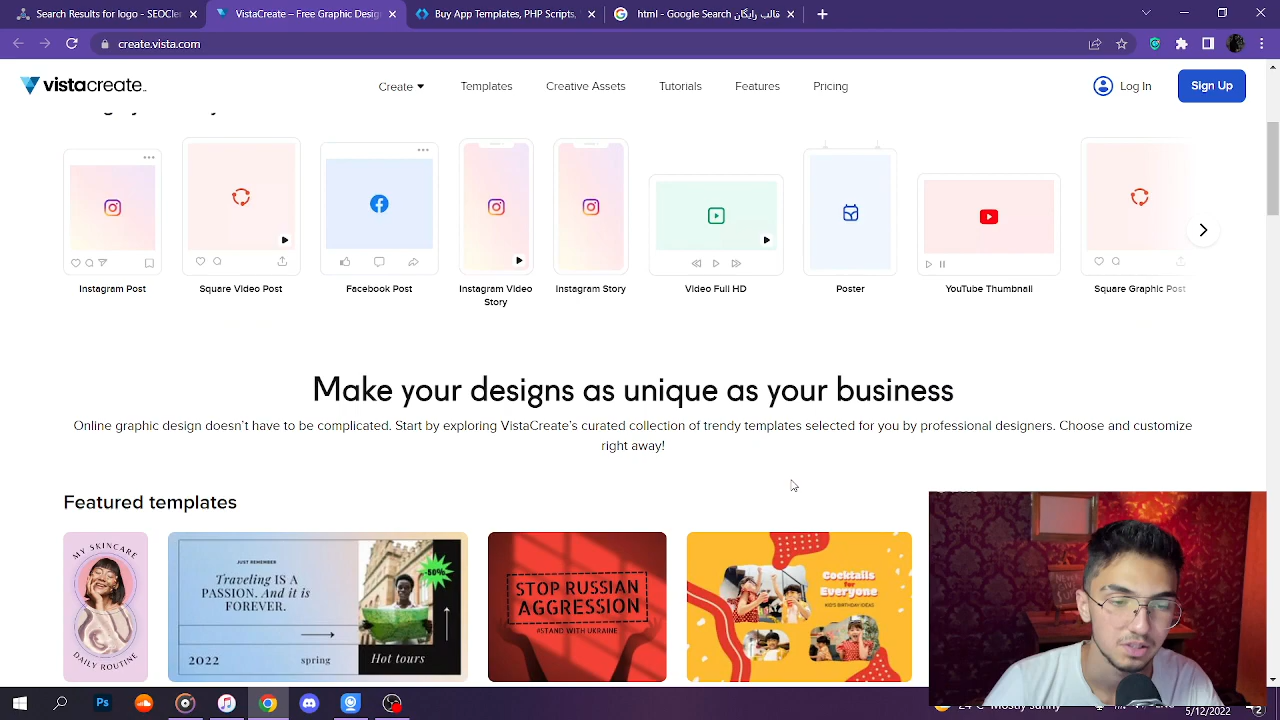 Search Results for logo - SEOCle
VistaCreate - Free Graphic Desig
Buy App Templates, PHP Scripts,
html قالب رایگان - Google Search
create.vista.com
vistacreate
Create
Templates
Creative Assets
Tutorials
Features
Pricing
Log In
Sign Up
Instagram Post
Square Video Post
Facebook Post
Instagram Video
Story
Instagram Story
Video Full HD
Poster
YouTube Thumbnail
Square Graphic Post
Make your designs as unique as your business
Online graphic design doesn't have to be complicated. Start by exploring VistaCreate's curated collection of trendy templates selected for you by professional designers. Choose and customize
right away!
Featured templates
MY SKINCARE
DAILY ROUTINE
JUST REMEMBER
Traveling IS A
PASSION. And it is
FOREVER.
2022
spring
-50%
Hot tours
STOP RUSSIAN
AGGRESSION
#STAND WITH UKRAINE
Cocktails
for
Everyone
KID'S BIRTHDAY IDEAS
Ps
5/12/2022